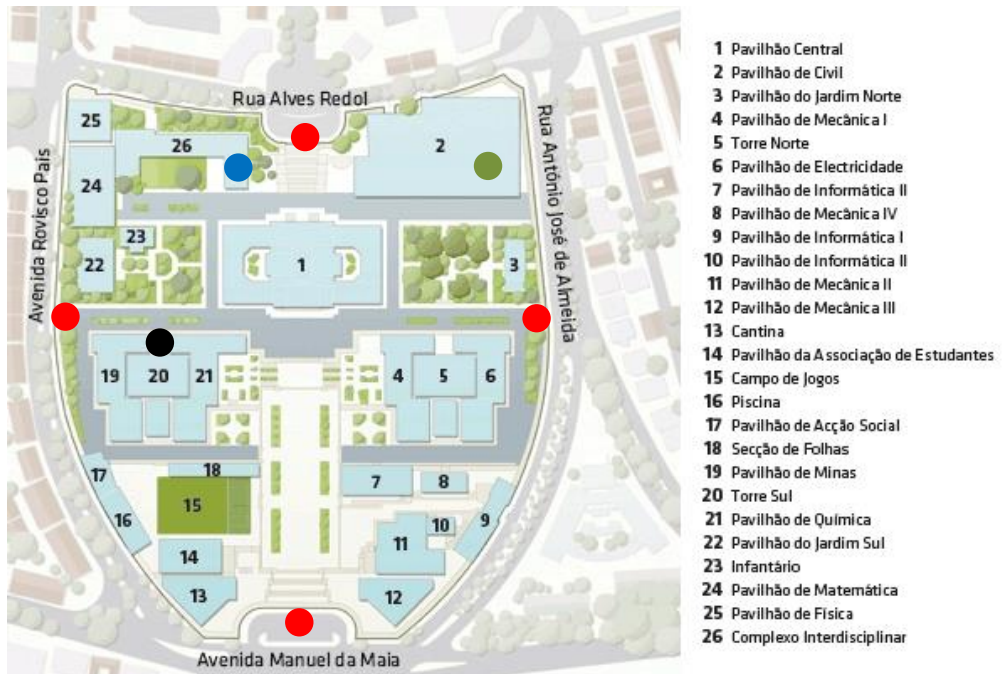 Rua Alves Redol
Rua António José de Almeida
Avenida Rovisco Pais
Avenida Manuel da Maia
25
26
2
24
23
22
1
3
19
20
21
4
5
6
17
18
7
8
15
16
10
9
11
14
13
12
1 Pavilhão Central
2 Pavilhão de Civil
3 Pavilhão do Jardim Norte
4 Pavilhão de Mecânica I
5 Torre Norte
6 Pavilhão de Electricidade
7 Pavilhão de Informática II
8 Pavilhão de Mecânica IV
9 Pavilhão de Informática I
10 Pavilhão de Informática II
11 Pavilhão de Mecânica II
12 Pavilhão de Mecânica III
13 Cantina
14 Pavilhão da Associação de Estudantes
15 Campo de Jogos
16 Piscina
17 Pavilhão de Acção Social
18 Secção de Folhas
19 Pavilhão de Minas
20 Torre Sul
21 Pavilhão de Química
22 Pavilhão do Jardim Sul
23 Infantário
24 Pavilhão de Matemática
25 Pavilhão de Física
26 Complexo Interdisciplinar